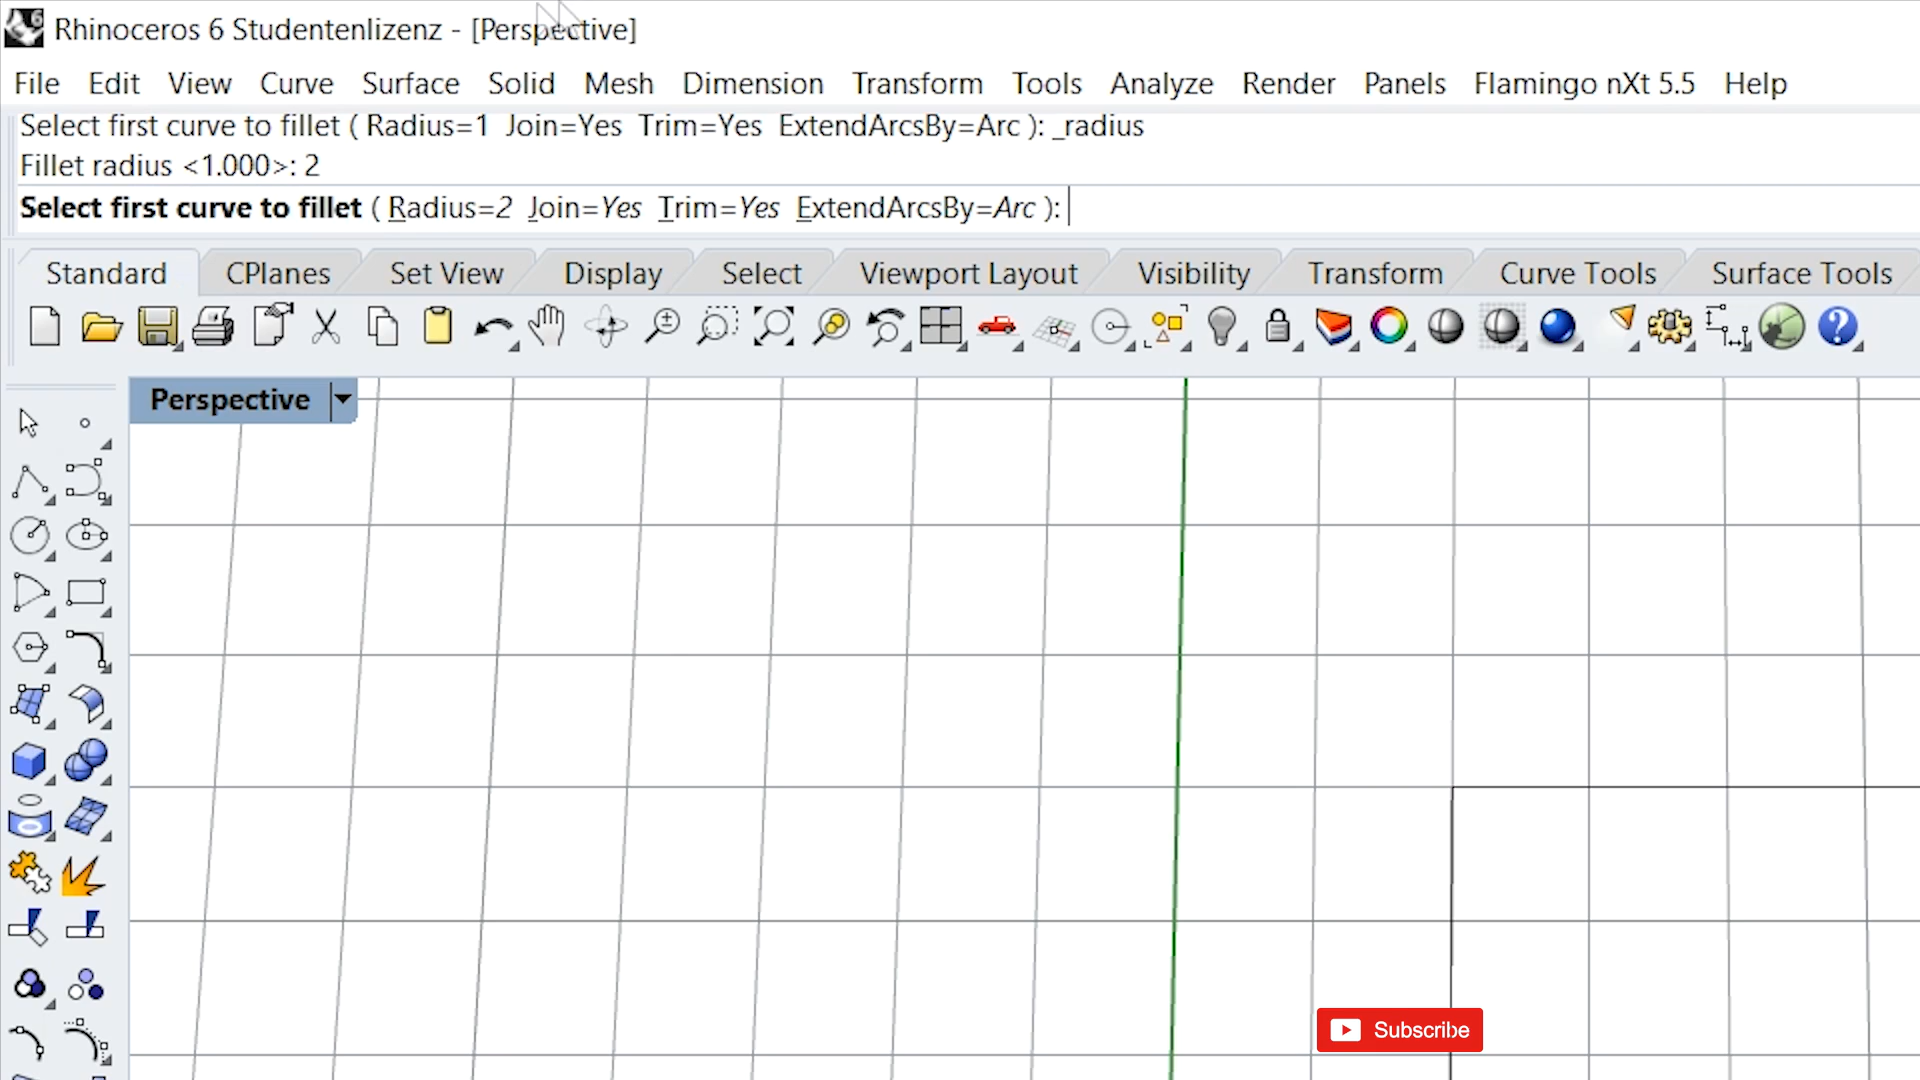 Rhinoceros 6 Studentenlizenz - [Perspective]
File Edit View Curve Surface Solid Mesh Dimension Transform Tools Analyze Render Panels Flamingo nXt 5.5 Help
Select first curve to fillet ( Radius=1 Join=Yes Trim=Yes ExtendArcsBy=Arc ): _radius
Fillet radius <1.000>: 2
Select first curve to fillet ( Radius=2 Join=Yes Trim=Yes ExtendArcsBy=Arc ):
Standard CPlanes Set View Display Select Viewport Layout Visibility Transform Curve Tools Surface Tools
Perspective
Subscribe